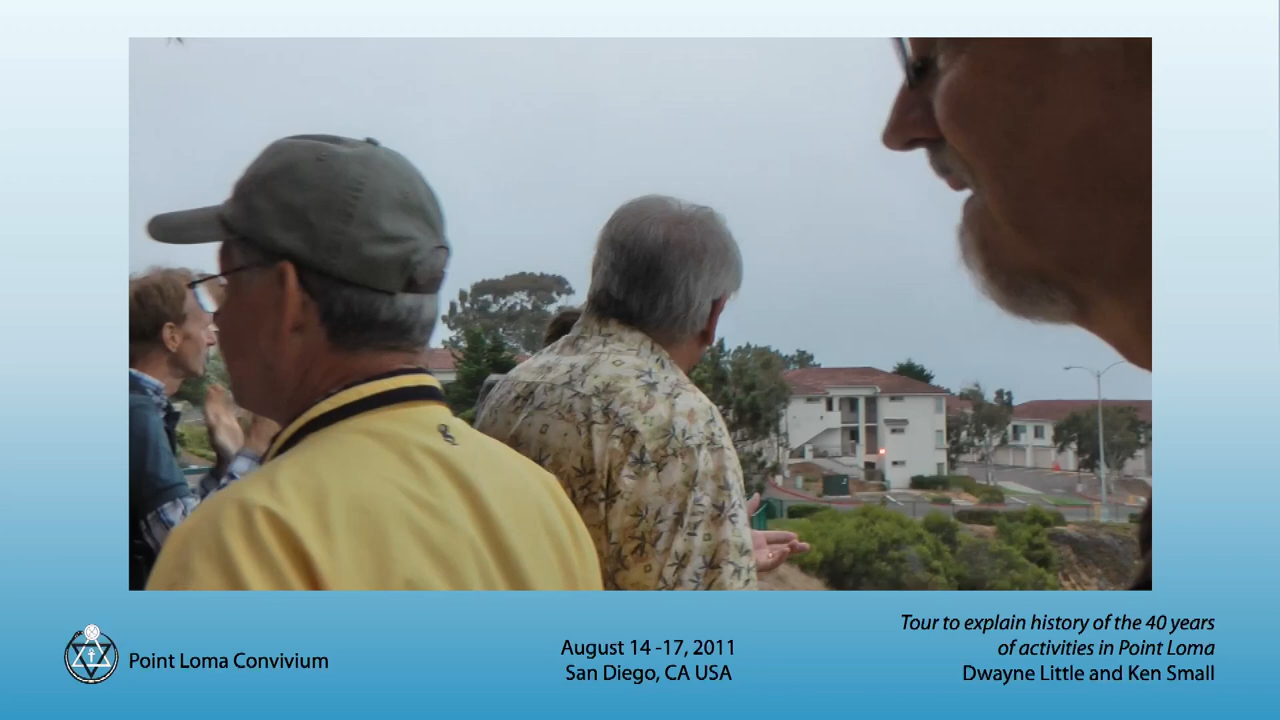 Point Loma Convivium
August 14 -17, 2011
San Diego, CA USA
Tour to explain history of the 40 years
of activities in Point Loma
Dwayne Little and Ken Small